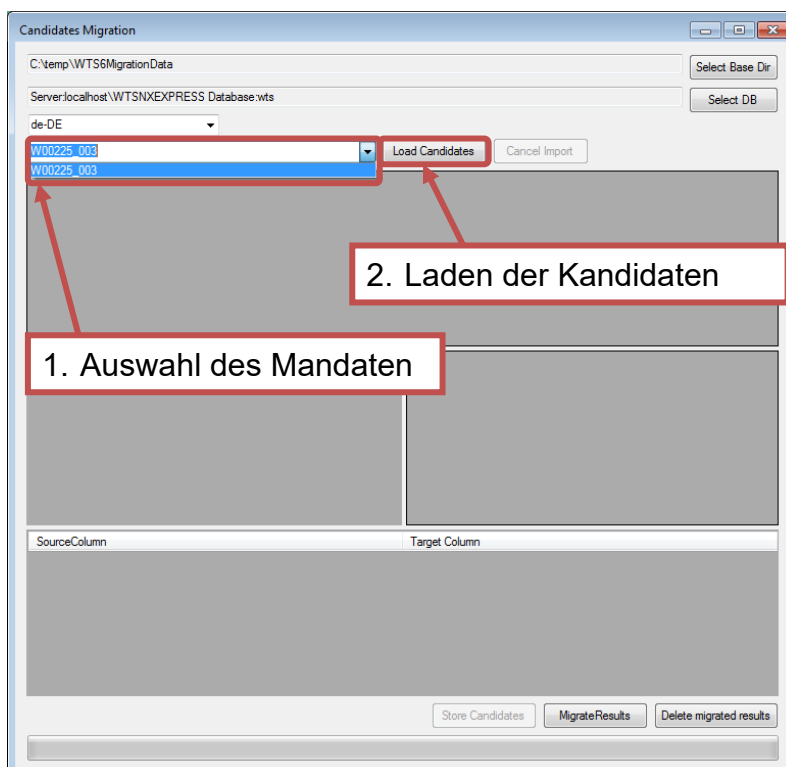 Candidates Migration
C:\temp\WTS6MigrationData
Select Base Dir
Server:localhost\WTSNXEXPRESS Database:wts
Select DB
de-DE
W00225_003
Load Candidates
Cancel Import
W00225_003
2. Laden der Kandidaten
1. Auswahl des Mandaten
SourceColumn
Target Column
Store Candidates
MigrateResults
Delete migrated results